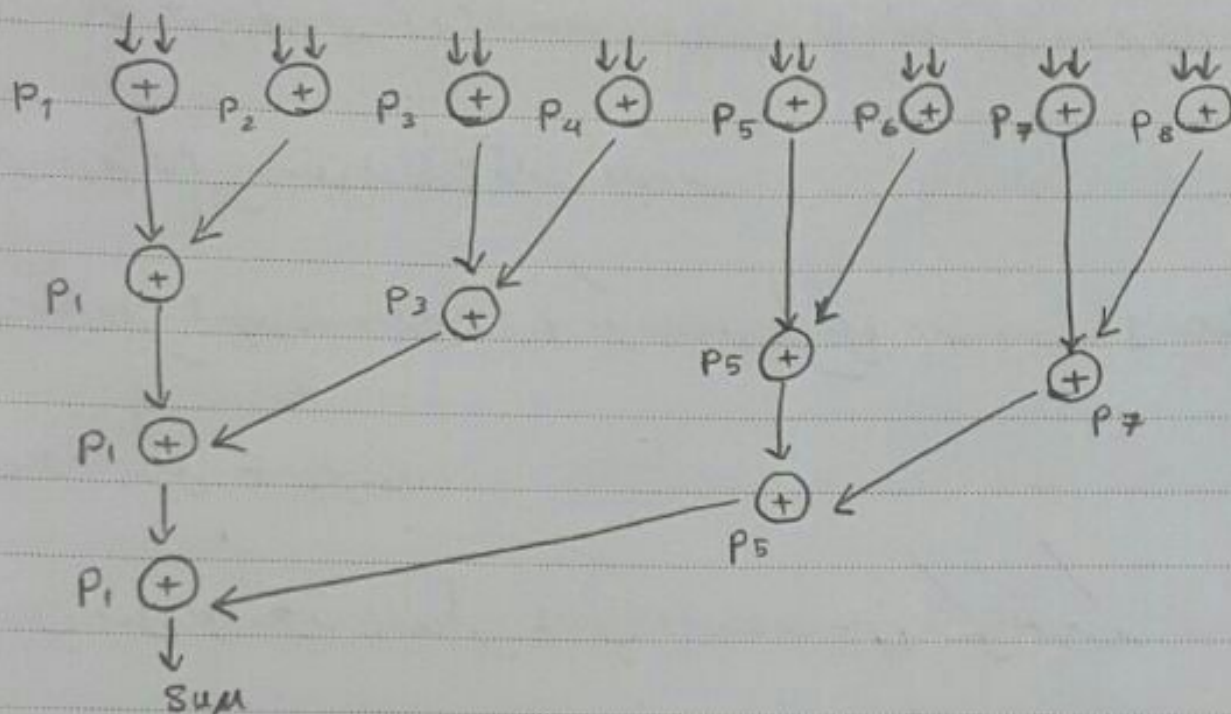 P1 + P2 + P3 + P4 + P5 + P6 + P7 + P8 +
P1 + P3 + P5 + + P7
P1 + + P5
P1 +
Sum